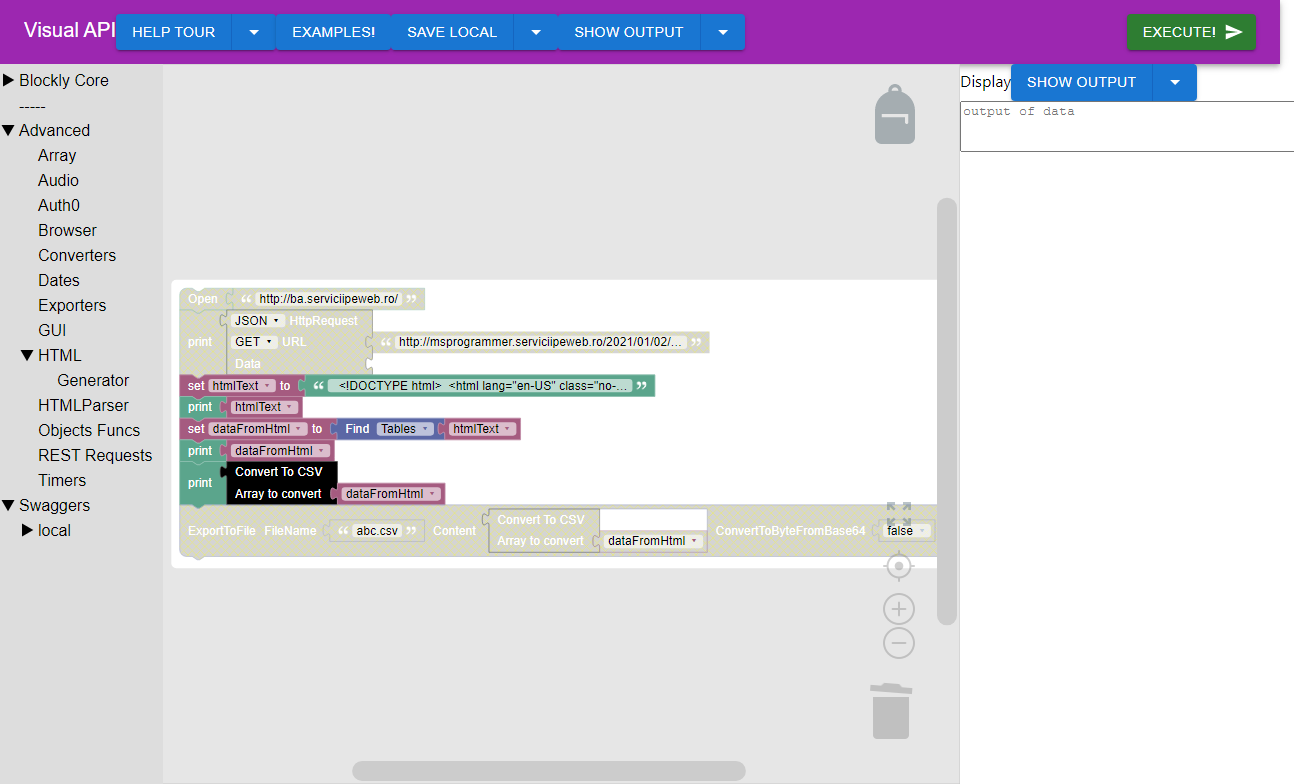 Visual API
HELP TOUR
EXAMPLES!
SAVE LOCAL
SHOW OUTPUT
EXECUTE!
Blockly Core
-----
Advanced
Array
Audio
Auth0
Browser
Converters
Dates
Exporters
GUI
HTML
Generator
HTMLParser
Objects Funcs
REST Requests
Timers
Swaggers
local
Open “ http://ba.serviciipeweb.ro/ ”
JSON HttpRequest
print GET URL “ http://msprogrammer.serviciipeweb.ro/2021/01/02/... ”
Data
set htmlText to “ <!DOCTYPE html> <html lang="en-US" class="no-... ”
print htmlText
set dataFromHtml to Find Tables htmlText
print dataFromHtml
Convert To CSV
print
Array to convert dataFromHtml
Convert To CSV
ExportToFile FileName “ abc.csv ” Content ConvertToByteFromBase64 false
Array to convert dataFromHtml
Display SHOW OUTPUT
output of data